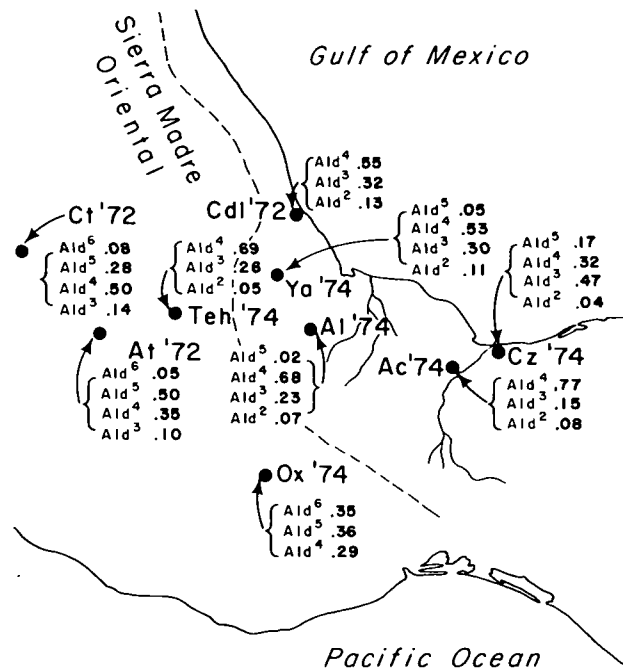 Gulf of Mexico
Sierra Madre
Oriental
Cdl '72
Ald⁴ .55
Ald³ .32
Ald² .13
Ct '72
Ald⁶ .08
Ald⁵ .28
Ald⁴ .50
Ald³ .14
Teh '74
Ald⁴ .69
Ald³ .26
Ald² .05
Ya '74
Ald⁵ .05
Ald⁴ .53
Ald³ .30
Ald² .11
Cz '74
Ald⁵ .17
Ald⁴ .32
Ald³ .47
Ald² .04
At '72
Ald⁶ .05
Ald⁵ .50
Ald⁴ .35
Ald³ .10
Al '74
Ald⁵ .02
Ald⁴ .68
Ald³ .23
Ald² .07
Ac '74
Ald⁴ .77
Ald³ .15
Ald² .08
Ox '74
Ald⁶ .35
Ald⁵ .36
Ald⁴ .29
Pacific Ocean